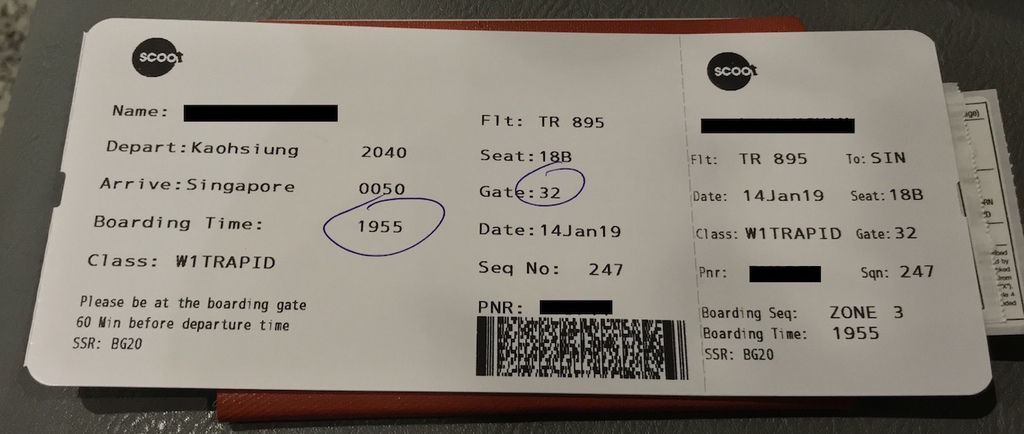 scoot
Name:
Depart:Kaohsiung 2040
Arrive:Singapore 0050
Boarding Time: 1955
Class: W1TRAPID
Please be at the boarding gate
60 Min before departure time
SSR: BG20
Flt: TR 895
Seat:18B
Gate:32
Date:14Jan19
Seq No: 247
PNR:
scoot
Flt: TR 895 To:SIN
Date: 14Jan19 Seat:18B
Class:W1TRAPID Gate:32
Pnr: Sqn:247
Boarding Seq: ZONE 3
Boarding Time: 1955
SSR: BG20